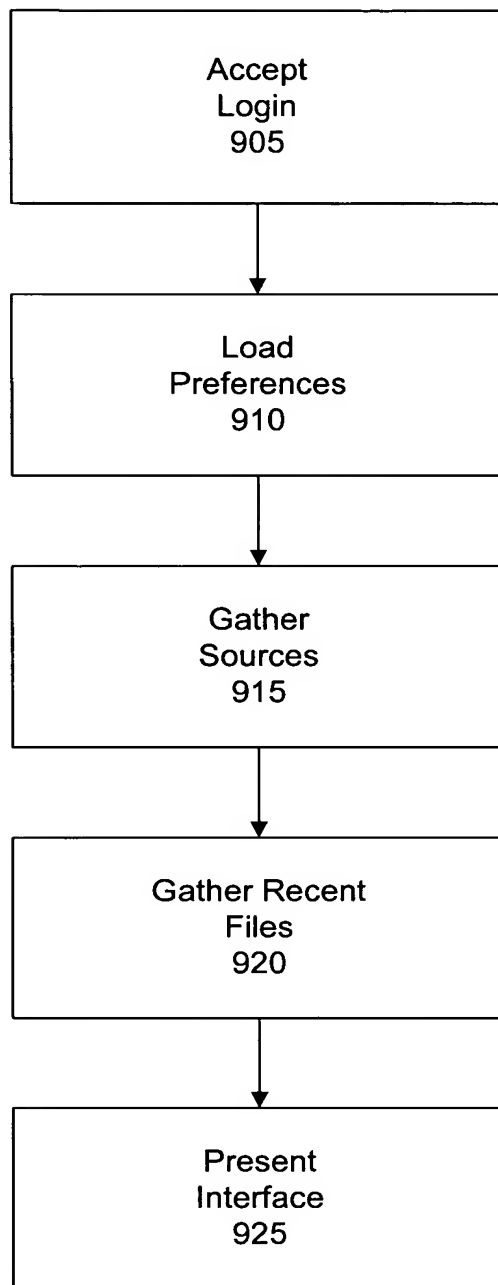 Accept
Login
905
Load
Preferences
910
Gather
Sources
915
Gather Recent
Files
920
Present
Interface
925